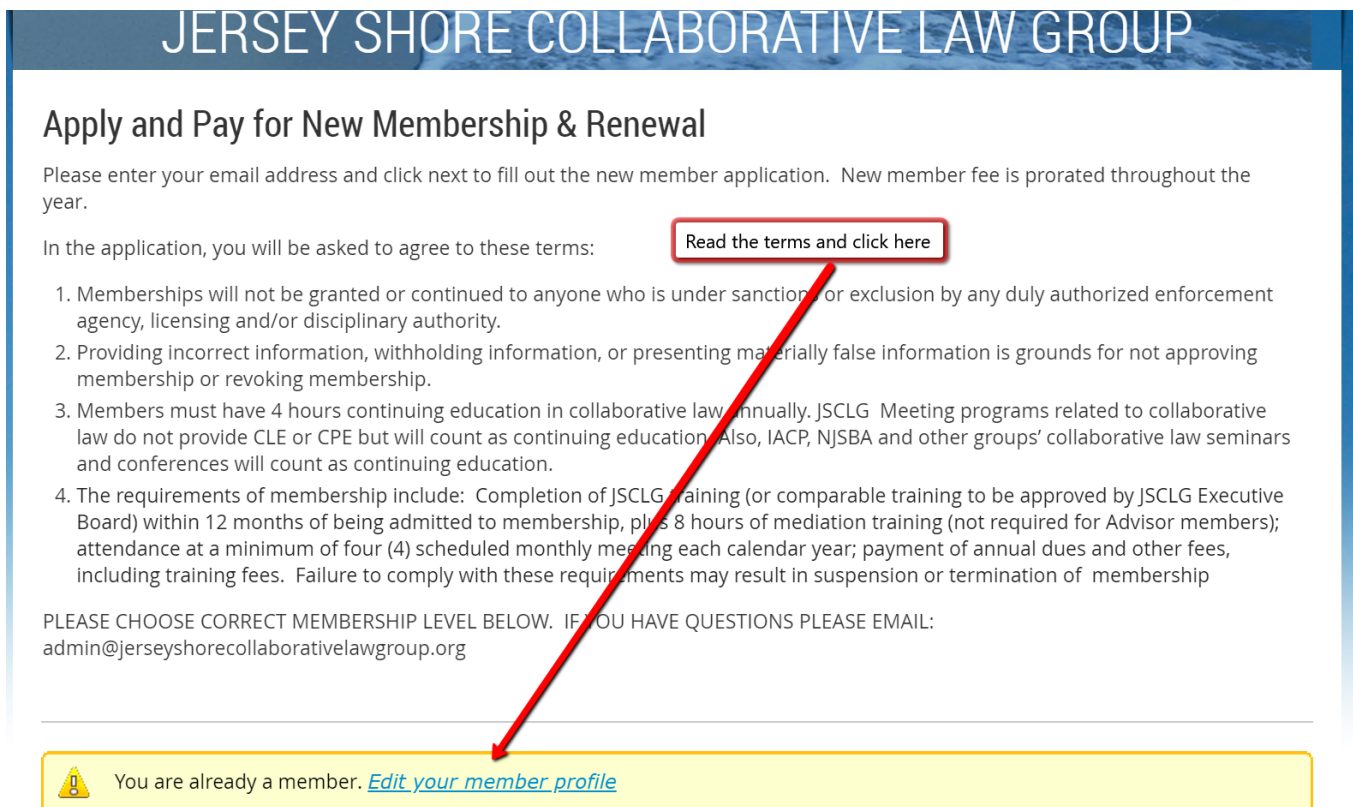 JERSEY SHORE COLLABORATIVE LAW GROUP
Apply and Pay for New Membership & Renewal
Please enter your email address and click next to fill out the new member application.  New member fee is prorated throughout the
year.
In the application, you will be asked to agree to these terms:
Read the terms and click here
1. Memberships will not be granted or continued to anyone who is under sanctions or exclusion by any duly authorized enforcement
agency, licensing and/or disciplinary authority.
2. Providing incorrect information, withholding information, or presenting materially false information is grounds for not approving
membership or revoking membership.
3. Members must have 4 hours continuing education in collaborative law annually. JSCLG  Meeting programs related to collaborative
law do not provide CLE or CPE but will count as continuing education. Also, IACP, NJSBA and other groups’ collaborative law seminars
and conferences will count as continuing education.
4. The requirements of membership include:  Completion of JSCLG training (or comparable training to be approved by JSCLG Executive
Board) within 12 months of being admitted to membership, plus 8 hours of mediation training (not required for Advisor members);
attendance at a minimum of four (4) scheduled monthly meeting each calendar year; payment of annual dues and other fees,
including training fees.  Failure to comply with these requirements may result in suspension or termination of  membership
PLEASE CHOOSE CORRECT MEMBERSHIP LEVEL BELOW.  IF YOU HAVE QUESTIONS PLEASE EMAIL:
admin@jerseyshorecollaborativelawgroup.org
You are already a member. Edit your member profile